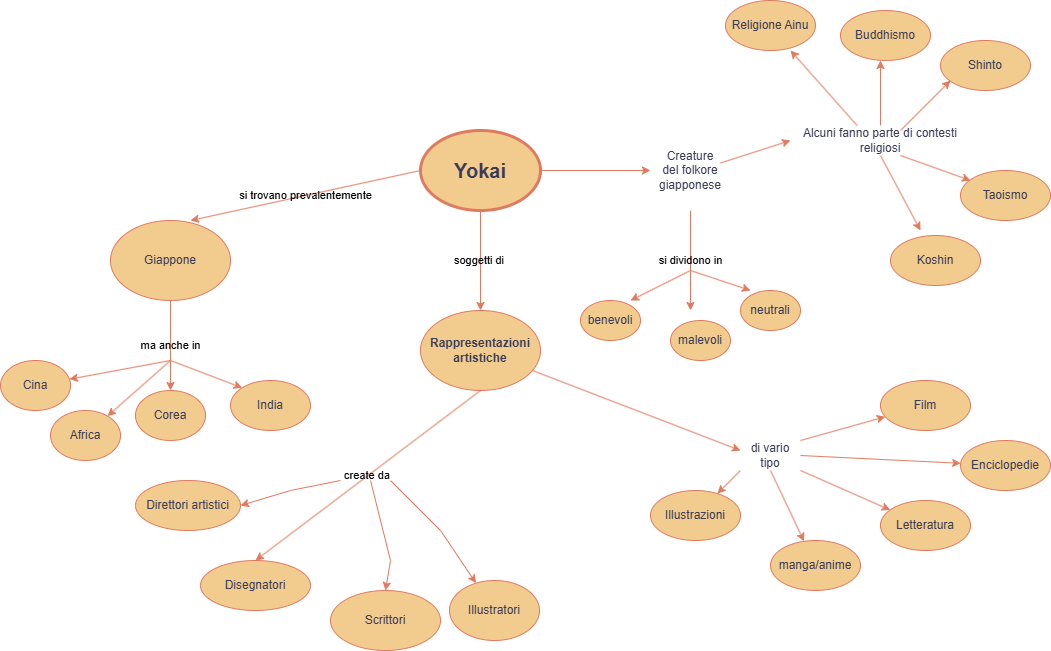 Religione Ainu
Buddhismo
Shinto
Alcuni fanno parte di contesti
religiosi
Taoismo
Koshin
Yokai
Creature
del folkore
giapponese
si trovano prevalentemente
Giappone
soggetti di
si dividono in
benevoli
malevoli
neutrali
ma anche in
Cina
Africa
Corea
India
Rappresentazioni
artistiche
di vario
tipo
Film
Enciclopedie
Letteratura
manga/anime
Illustrazioni
create da
Direttori artistici
Disegnatori
Scrittori
Illustratori